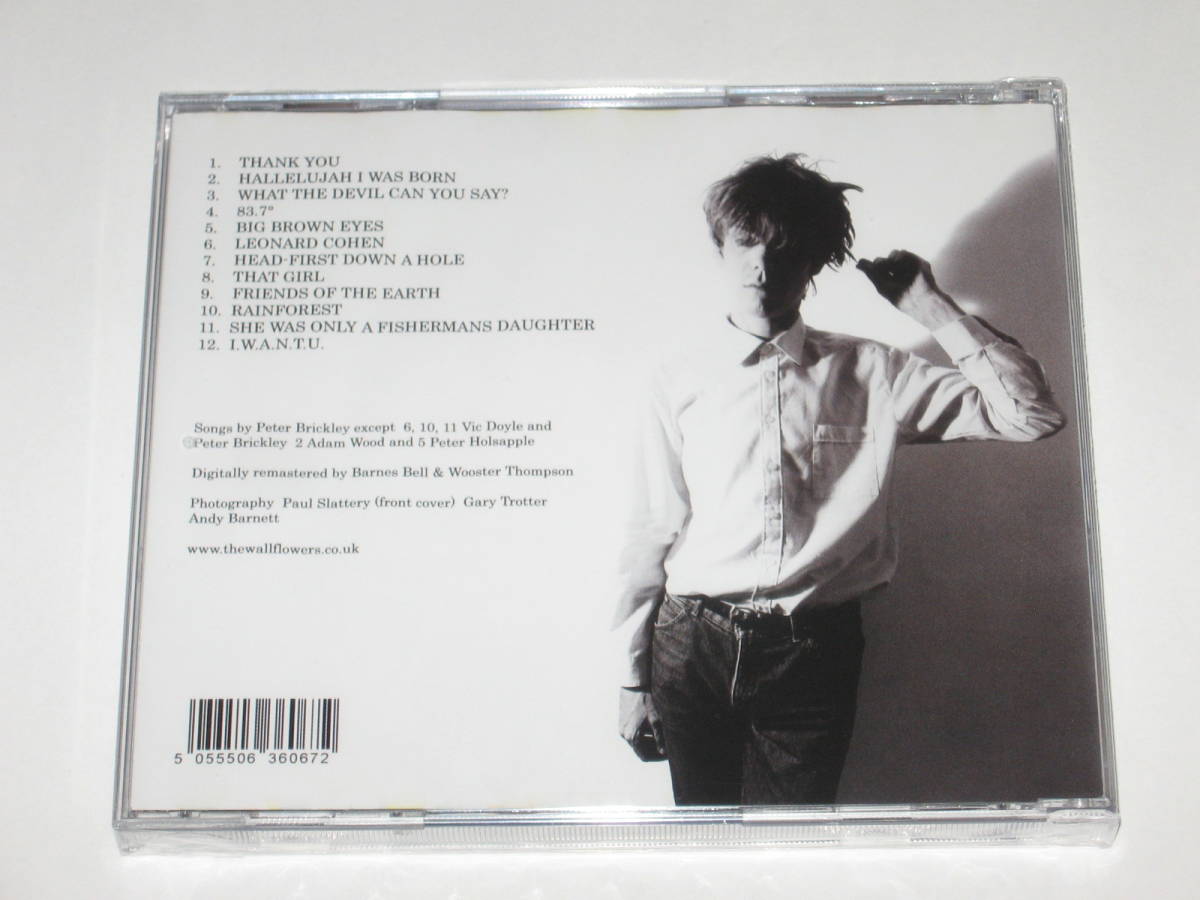 1. THANK YOU
2. HALLELUJAH I WAS BORN
3. WHAT THE DEVIL CAN YOU SAY?
4. 83.7°
5. BIG BROWN EYES
6. LEONARD COHEN
7. HEAD-FIRST DOWN A HOLE
8. THAT GIRL
9. FRIENDS OF THE EARTH
10. RAINFOREST
11. SHE WAS ONLY A FISHERMANS DAUGHTER
12. I.W.A.N.T.U.
Songs by Peter Brickley except 6, 10, 11 Vic Doyle and
Peter Brickley 2 Adam Wood and 5 Peter Holsapple
Digitally remastered by Barnes Bell & Wooster Thompson
Photography Paul Slattery (front cover) Gary Trotter
Andy Barnett
www.thewallflowers.co.uk
5 055506 360672